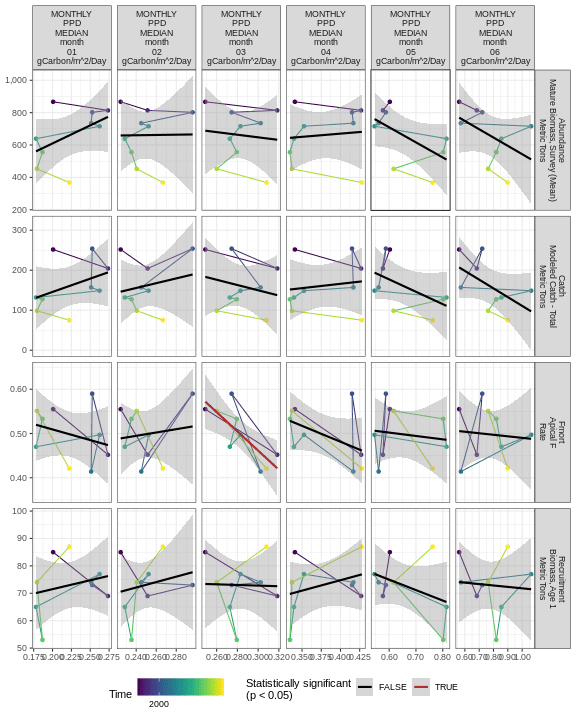 MONTHLY
PPD
MEDIAN
month
01
gCarbon/m^2/Day
MONTHLY
PPD
MEDIAN
month
02
gCarbon/m^2/Day
MONTHLY
PPD
MEDIAN
month
03
gCarbon/m^2/Day
MONTHLY
PPD
MEDIAN
month
04
gCarbon/m^2/Day
MONTHLY
PPD
MEDIAN
month
05
gCarbon/m^2/Day
MONTHLY
PPD
MEDIAN
month
06
gCarbon/m^2/Day
1,000
800
600
400
200
Abundance
Mature Biomass, Survey (Mean)
Metric Tons
300
200
100
0
Catch
Modeled Catch - Total
Metric Tons
0.60
0.50
0.40
Fmort
Apical F
Rate
100
90
80
70
60
50
Recruitment
Biomass, Age 1
Metric Tons
0.175 0.200 0.225 0.250 0.275
0.240 0.260 0.280
0.260 0.280 0.300 0.320
0.350 0.375 0.400 0.425
0.60 0.80
0.60 0.70 0.80 0.90 1.00
Time
2000
Statistically significant
(p < 0.05)
FALSE
TRUE